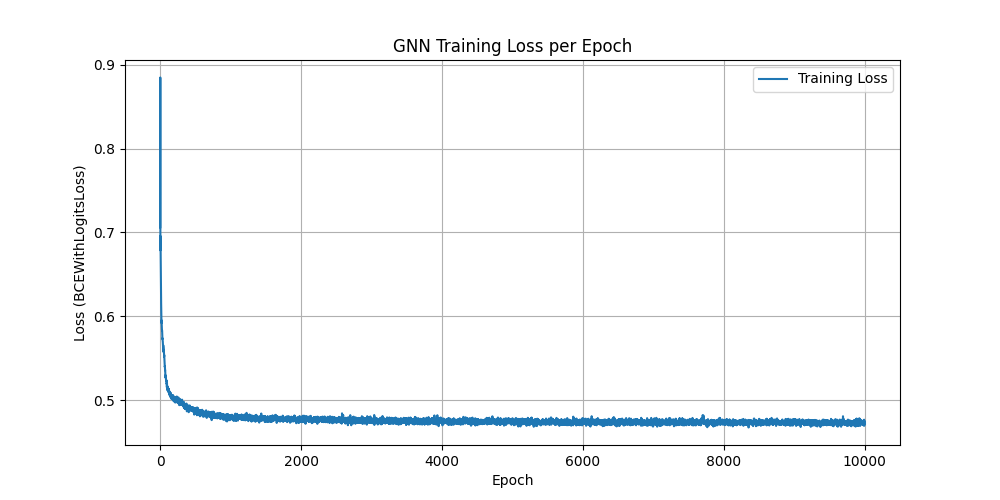 GNN Training Loss per Epoch
Training Loss
Loss (BCEWithLogitsLoss)
0.9
0.8
0.7
0.6
0.5
0 2000 4000 6000 8000 10000
Epoch